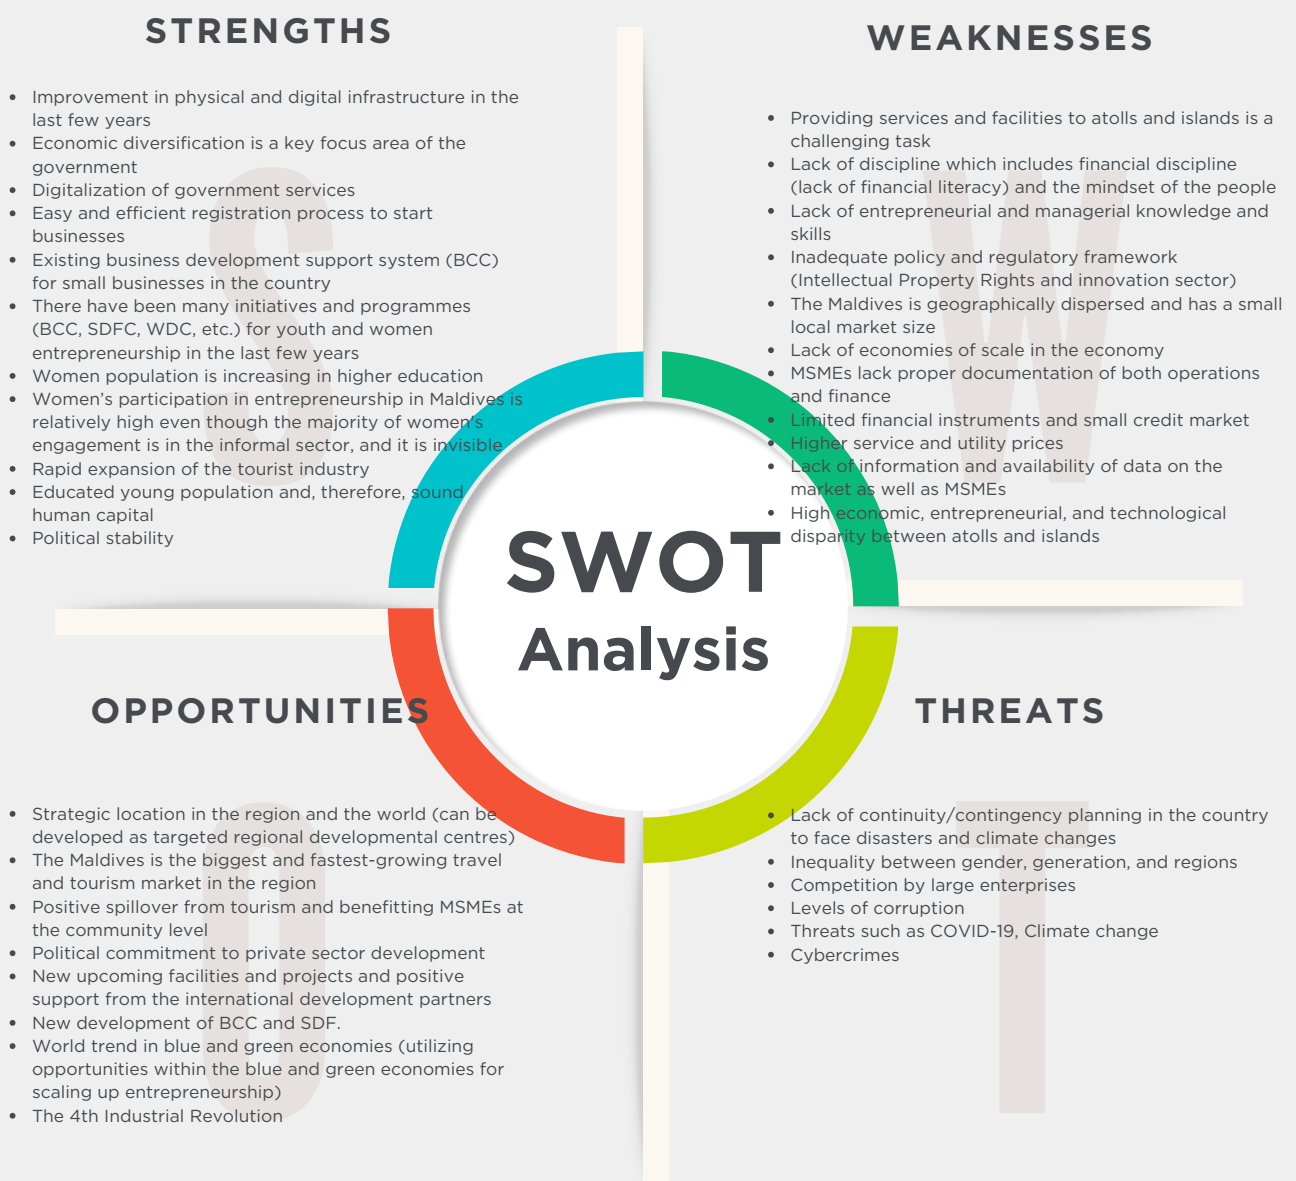 STRENGTHS
• Improvement in physical and digital infrastructure in the
last few years
• Economic diversification is a key focus area of the
government
• Digitalization of government services
• Easy and efficient registration process to start
businesses
• Existing business development support system (BCC)
for small businesses in the country
• There have been many initiatives and programmes
(BCC, SDFC, WDC, etc.) for youth and women
entrepreneurship in the last few years
• Women population is increasing in higher education
• Women's participation in entrepreneurship in Maldives is
relatively high even though the majority of women's
engagement is in the informal sector, and it is invisible
• Rapid expansion of the tourist industry
• Educated young population and, therefore, sound
human capital
• Political stability
S
WEAKNESSES
• Providing services and facilities to atolls and islands is a
challenging task
• Lack of discipline which includes financial discipline
(lack of financial literacy) and the mindset of the people
• Lack of entrepreneurial and managerial knowledge and
skills
• Inadequate policy and regulatory framework
(Intellectual Property Rights and innovation sector)
• The Maldives is geographically dispersed and has a small
local market size
• Lack of economies of scale in the economy
• MSMEs lack proper documentation of both operations
and finance
• Limited financial instruments and small credit market
• Higher service and utility prices
• Lack of information and availability of data on the
market as well as MSMEs
• High economic, entrepreneurial, and technological
disparity between atolls and islands
W
SWOT
Analysis
OPPORTUNITIES
• Strategic location in the region and the world (can be
developed as targeted regional developmental centres)
• The Maldives is the biggest and fastest-growing travel
and tourism market in the region
• Positive spillover from tourism and benefitting MSMEs at
the community level
• Political commitment to private sector development
• New upcoming facilities and projects and positive
support from the international development partners
• New development of BCC and SDF.
• World trend in blue and green economies (utilizing
opportunities within the blue and green economies for
scaling up entrepreneurship)
• The 4th Industrial Revolution
O
THREATS
• Lack of continuity/contingency planning in the country
to face disasters and climate changes
• Inequality between gender, generation, and regions
• Competition by large enterprises
• Levels of corruption
• Threats such as COVID-19, Climate change
• Cybercrimes
T